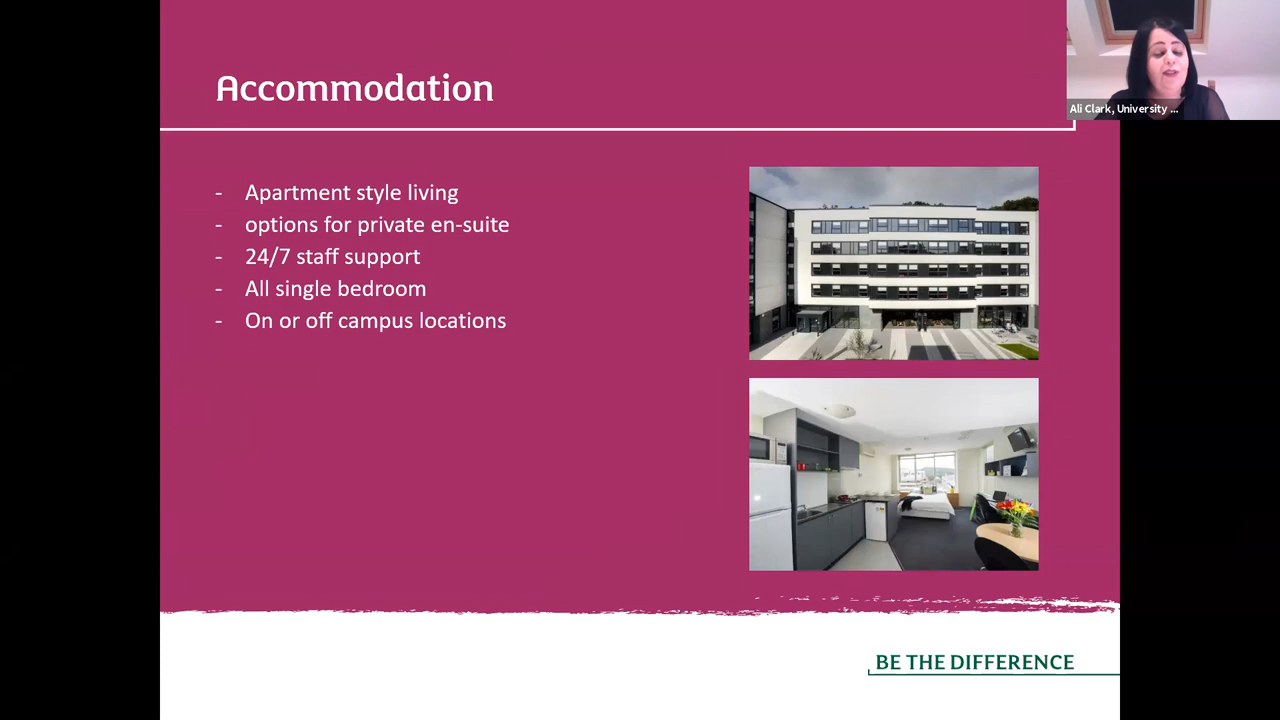 Accommodation
Ali Clark, University ...
- Apartment style living
- options for private en-suite
- 24/7 staff support
- All single bedroom
- On or off campus locations
BE THE DIFFERENCE